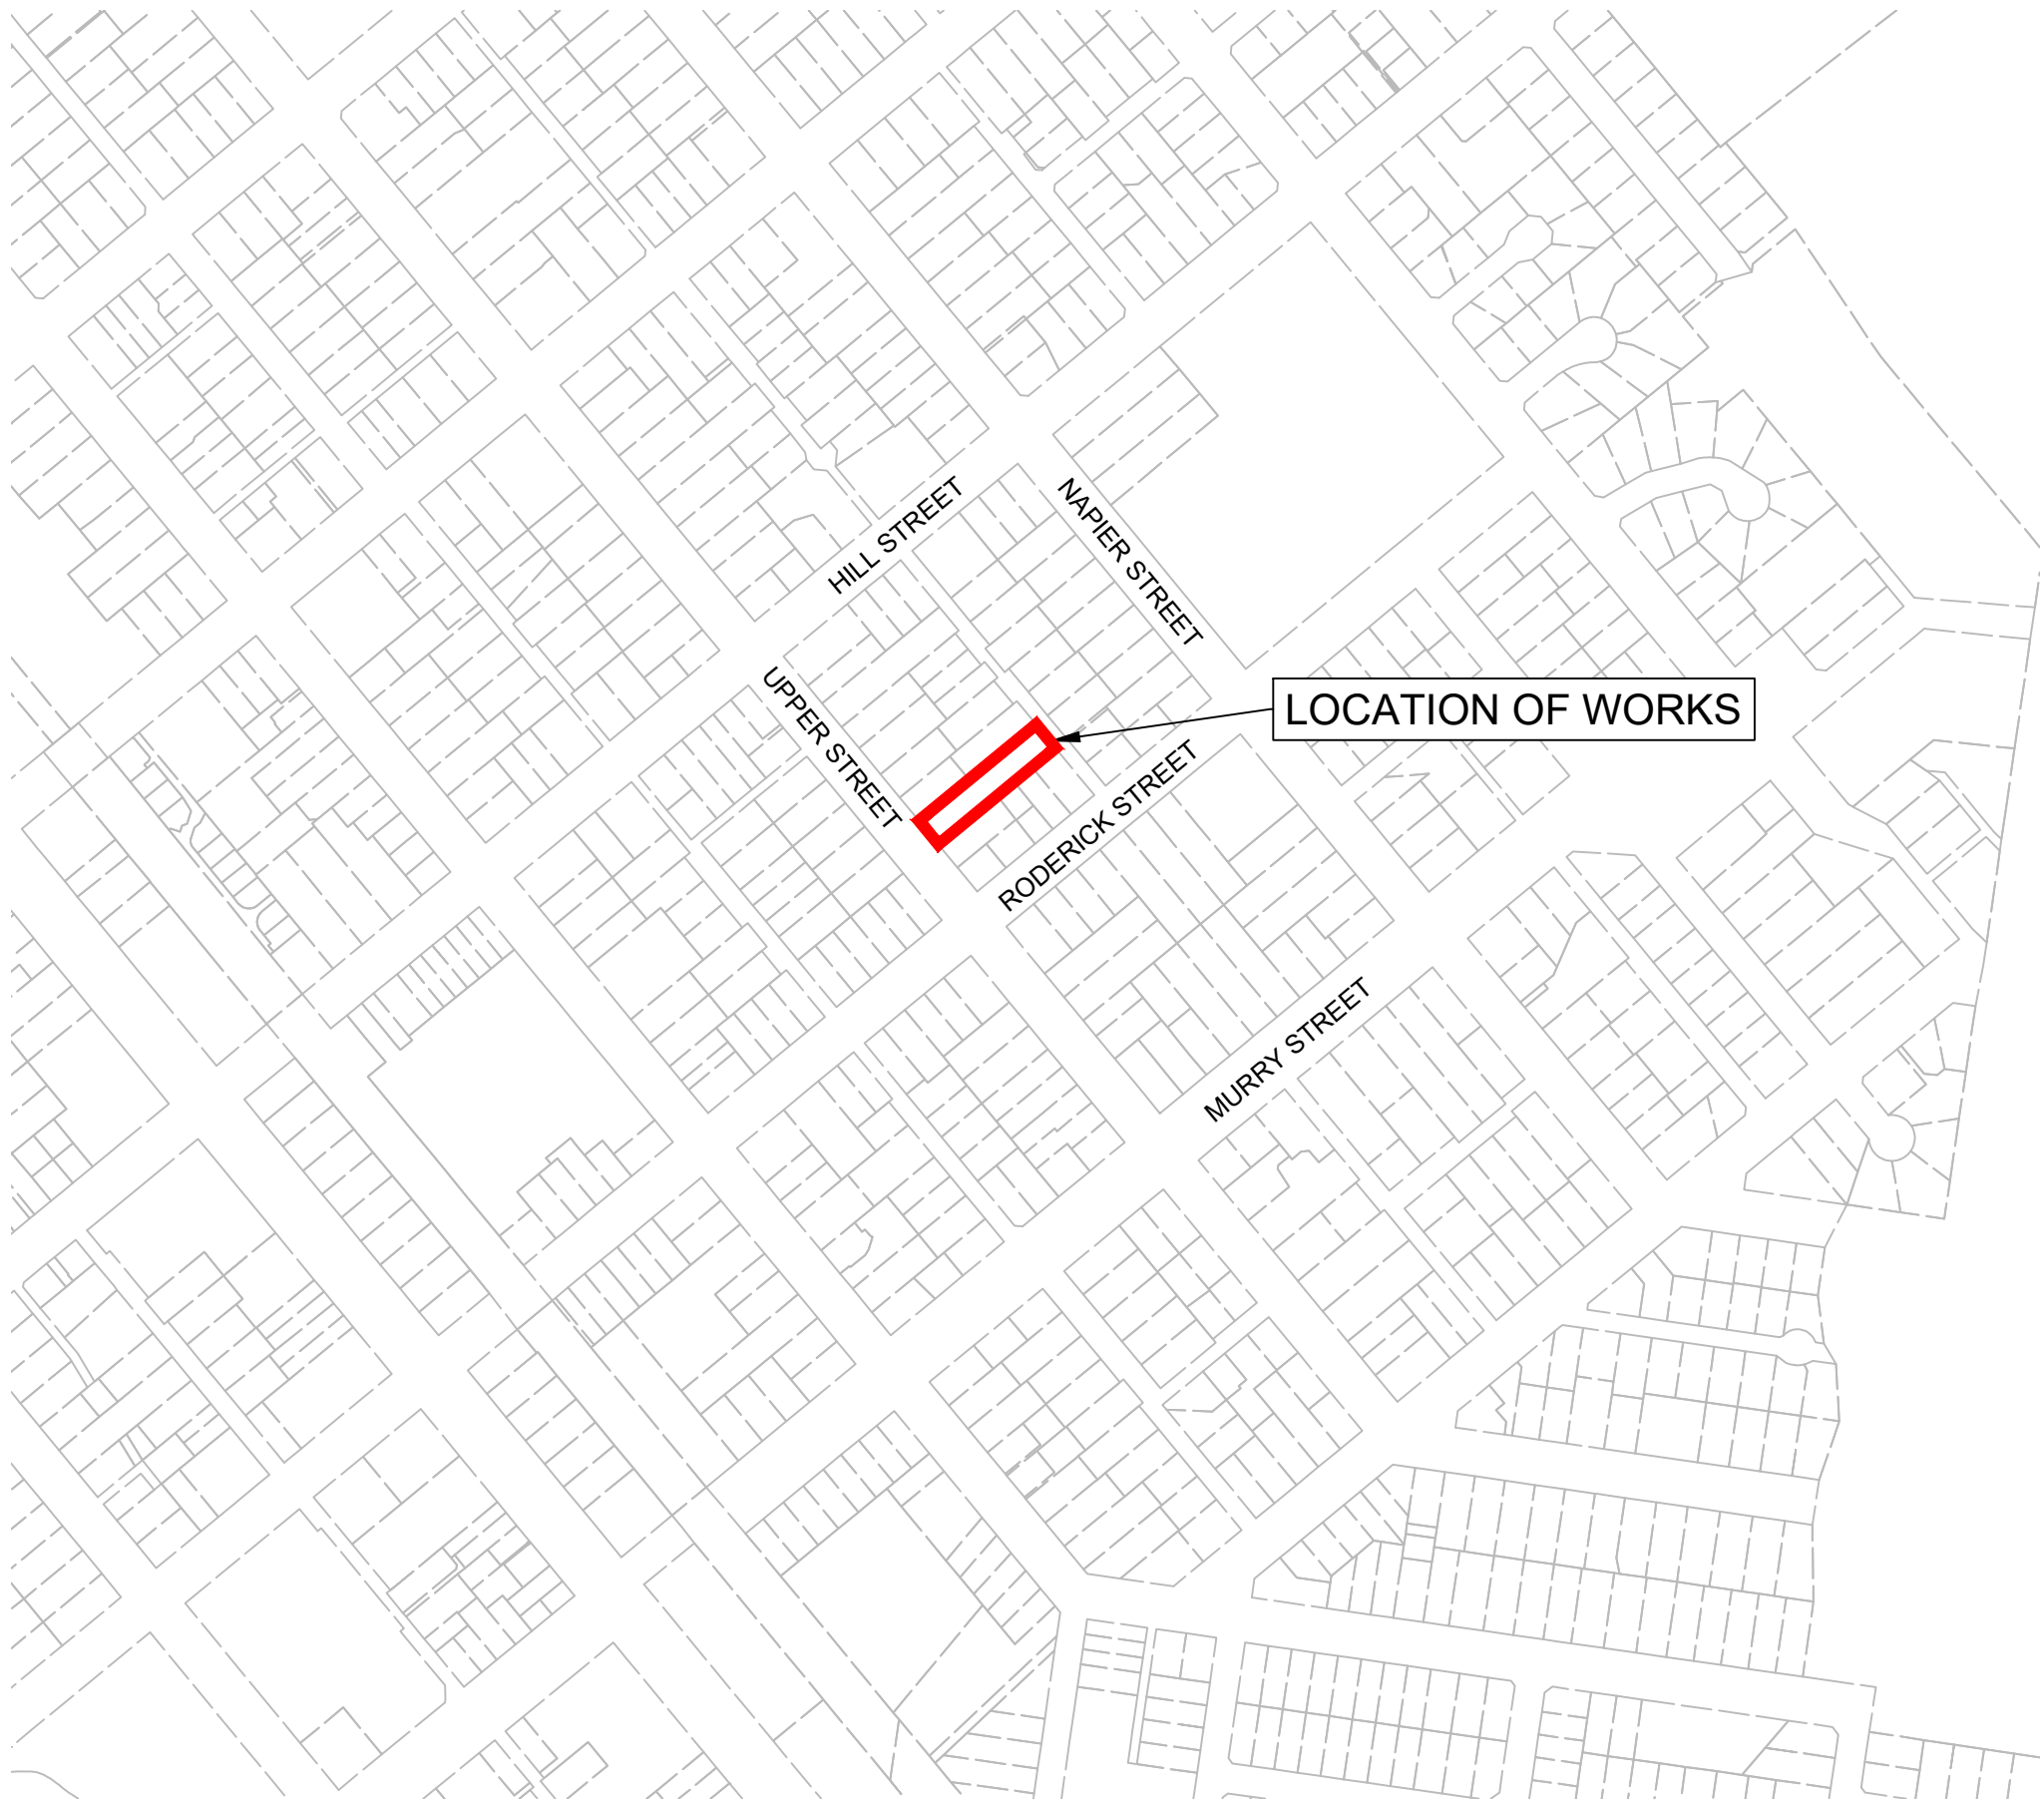 HILL STREET
NAPIER STREET
UPPER STREET
LOCATION OF WORKS
RODERICK STREET
MURRY STREET